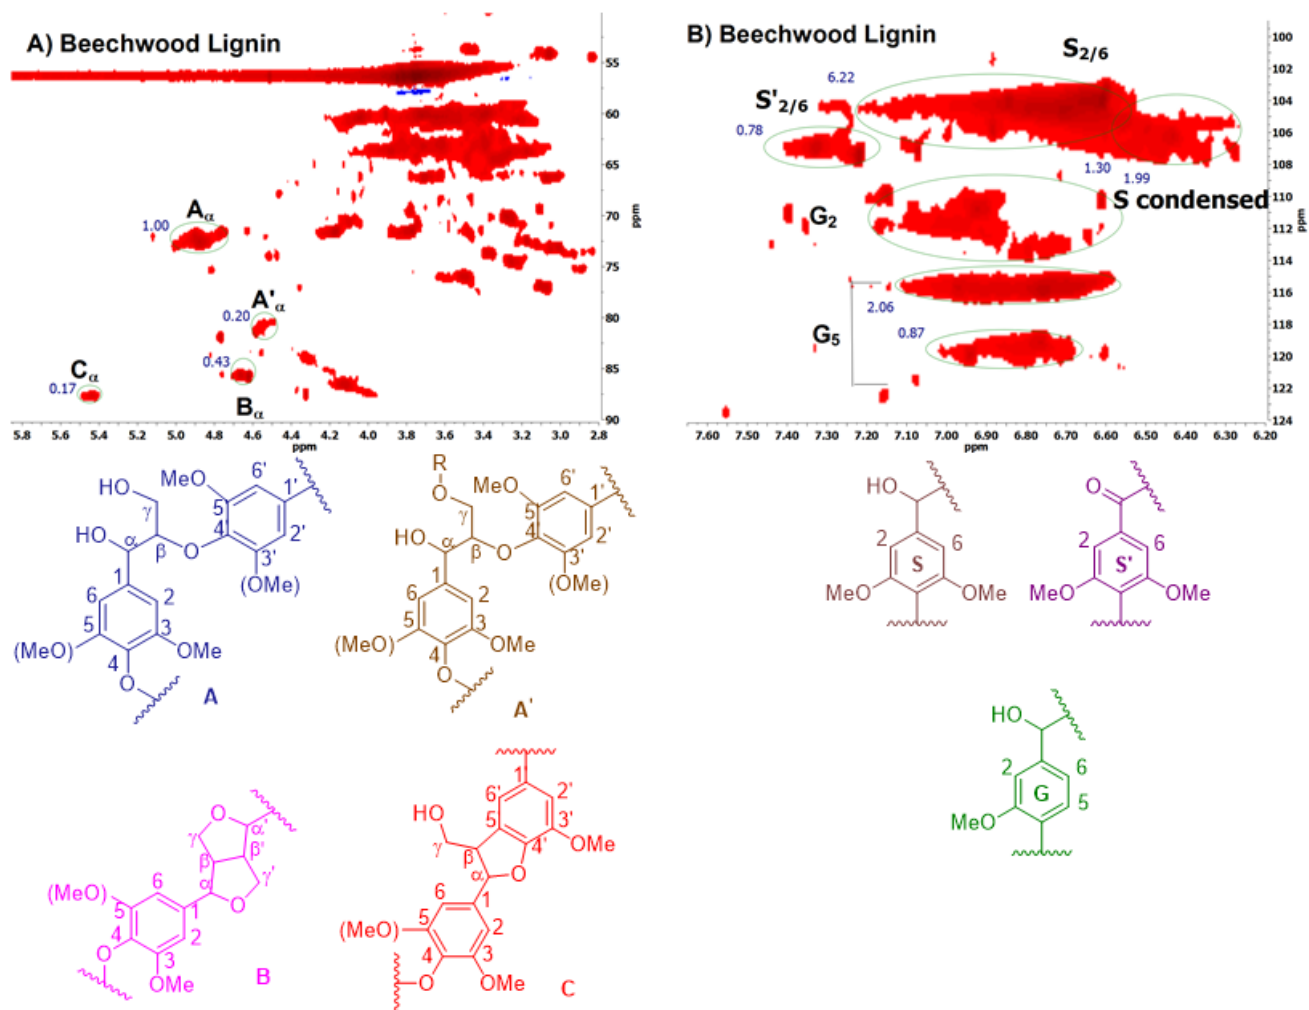 A) Beechwood Lignin
55
60
65
70
75
80
85
90
ppm
1.00
Aα
A'α
0.20
0.43
Bα
Cα
0.17
5.8 5.6 5.4 5.2 5.0 4.8 4.6 4.4 4.2 4.0 3.8 3.6 3.4 3.2 3.0 2.8
ppm
B) Beechwood Lignin
S2/6
6.22
S'2/6
0.78
1.30
1.99
S condensed
G2
2.06
G5
0.87
100
102
104
106
108
110
112
114
116
118
120
122
124
ppm
7.60 7.50 7.40 7.30 7.20 7.10 7.00 6.90 6.80 6.70 6.60 6.50 6.40 6.30 6.20
ppm
MeO 6' 1'
HO 5'
γ 4' 2'
HO α β O 3'
1 (MeO)
6 2
5 3
(MeO) 4 OMe
O
A
R
O MeO 6' 1'
γ 5' 4' 2'
HO α β O 3'
1 (OMe)
6 2
5 3
(MeO) 4 OMe
O
A'
HO
2 6
S
MeO OMe
O
2 6
S'
MeO OMe
HO
2 6
G
5
MeO
O α'
γ β'
β γ'
α O
(MeO) 6
5 1
4 2
O 3
OMe
B
1'
6' 2'
HO 5' 3'
γ 4' OMe
β O
α
6 1
5 2
(MeO) 4 3
O OMe
C